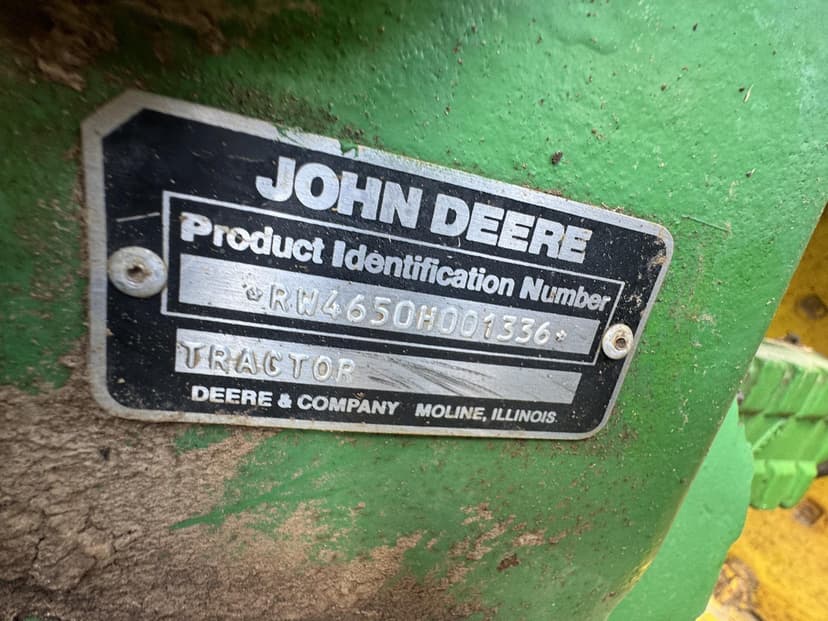 JOHN DEERE
Product Identification Number
*RW4650H001336*
TRACTOR
DEERE & COMPANY MOLINE, ILLINOIS